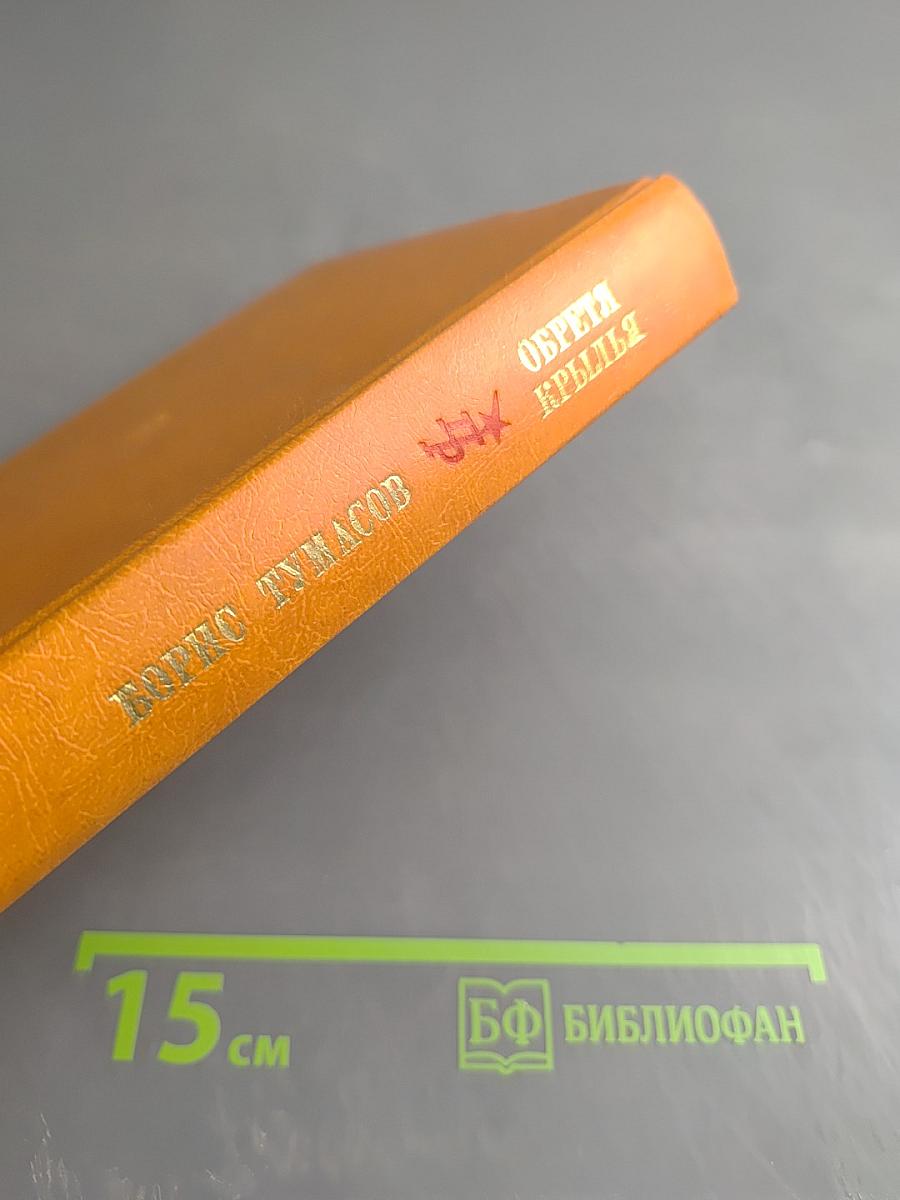 БОРИС ТУМАСОВ
ОБРЕТЯ
КРЫЛЬЯ
15 см
БФ БИБЛИОФАН